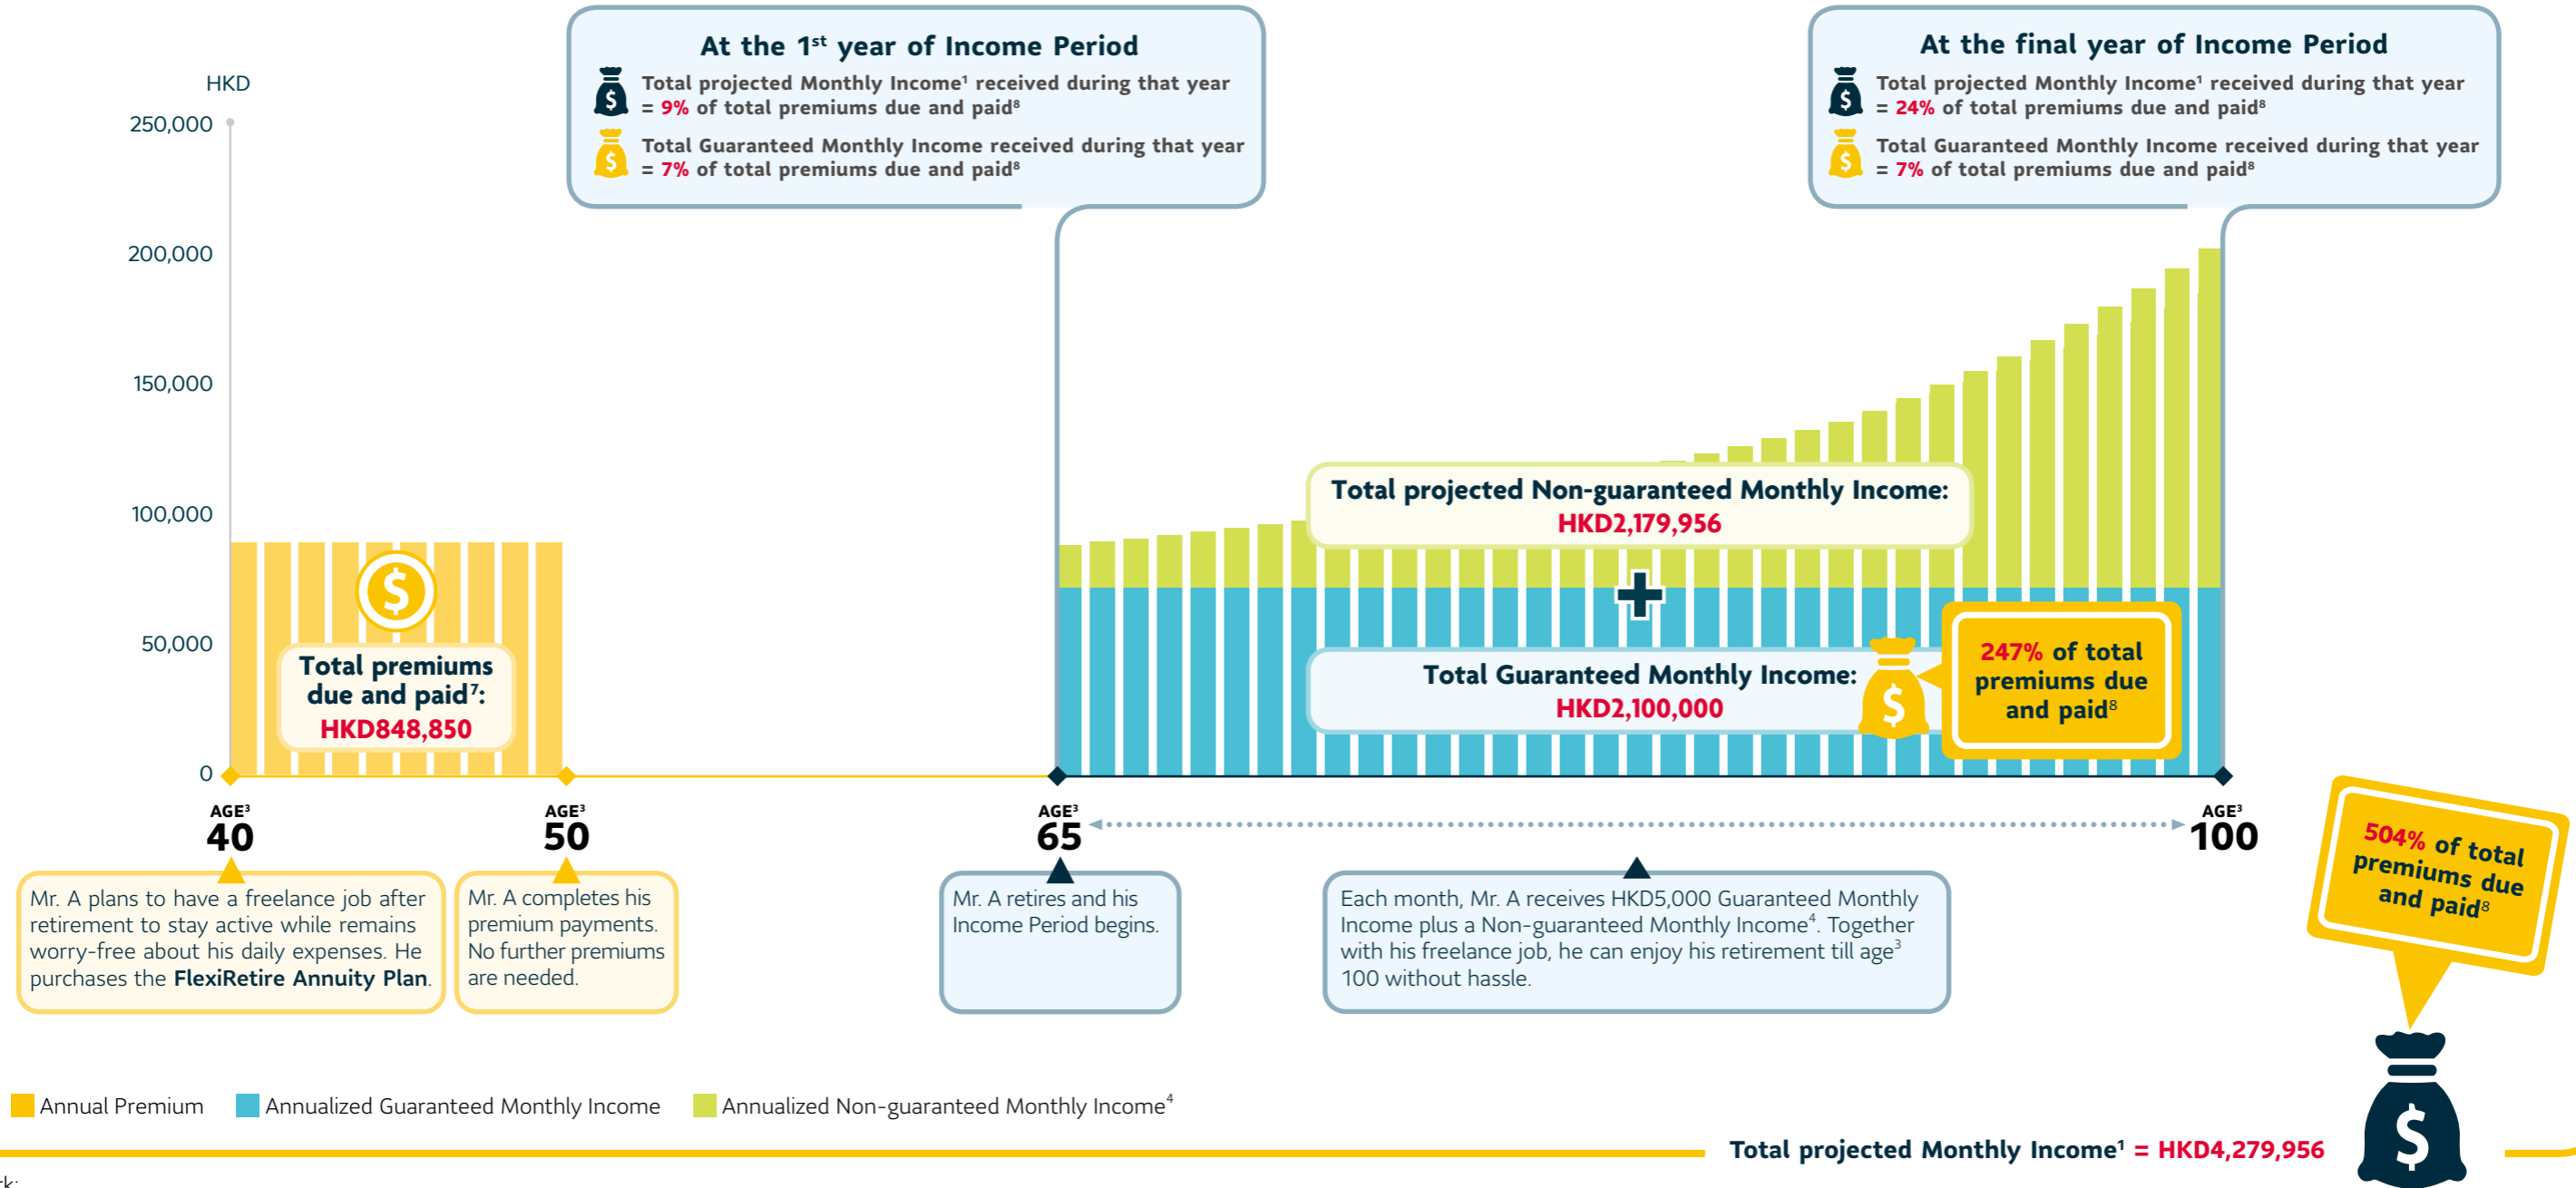 At the 1st year of Income Period
Total projected Monthly Income¹ received during that year
= 9% of total premiums due and paid⁸
Total Guaranteed Monthly Income received during that year
= 7% of total premiums due and paid⁸
At the final year of Income Period
Total projected Monthly Income¹ received during that year
= 24% of total premiums due and paid⁸
Total Guaranteed Monthly Income received during that year
= 7% of total premiums due and paid⁸
HKD
250,000
200,000
150,000
100,000
50,000
0
$
Total premiums
due and paid⁷:
HKD848,850
Total projected Non-guaranteed Monthly Income:
HKD2,179,956
Total Guaranteed Monthly Income:
HKD2,100,000
$
247% of total
premiums due
and paid⁸
AGE³
40
AGE³
50
AGE³
65
AGE³
100
Mr. A plans to have a freelance job after
retirement to stay active while remains
worry-free about his daily expenses. He
purchases the FlexiRetire Annuity Plan.
Mr. A completes his
premium payments.
No further premiums
are needed.
Mr. A retires and his
Income Period begins.
Each month, Mr. A receives HKD5,000 Guaranteed Monthly
Income plus a Non-guaranteed Monthly Income⁴. Together
with his freelance job, he can enjoy his retirement till age³
100 without hassle.
504% of total
premiums due
and paid⁸
Annual Premium
Annualized Guaranteed Monthly Income
Annualized Non-guaranteed Monthly Income⁴
Total projected Monthly Income¹ = HKD4,279,956
$